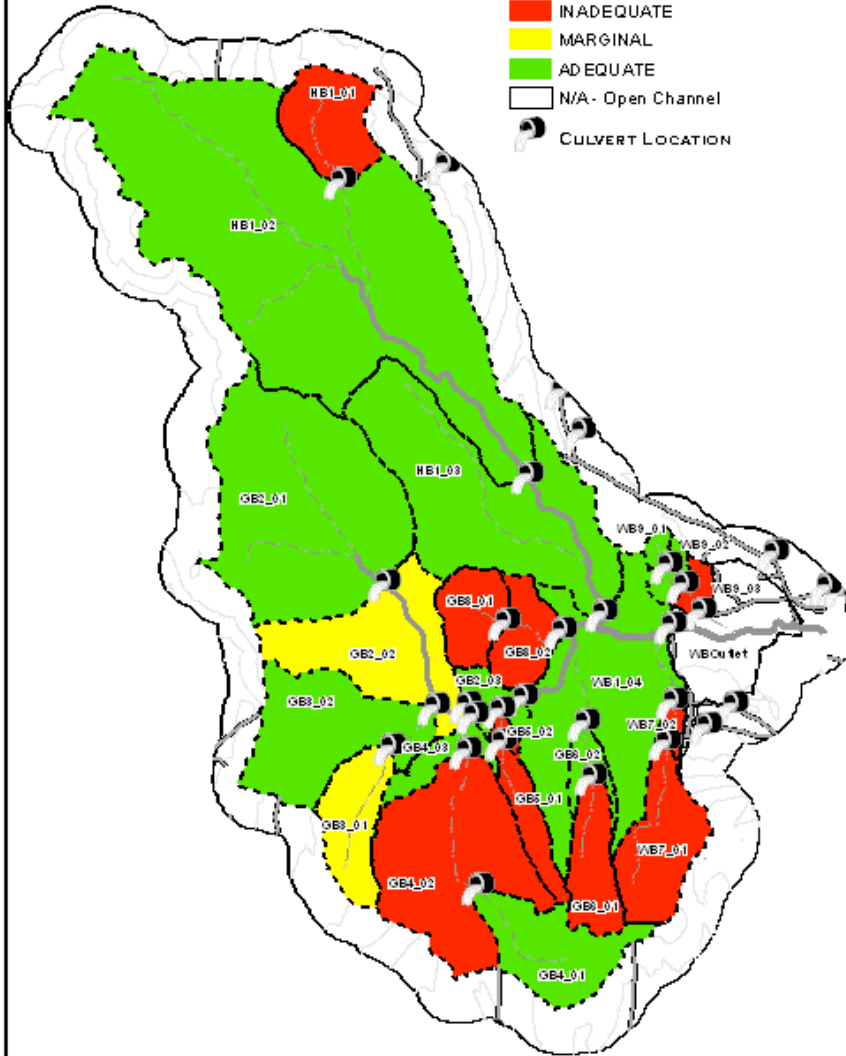 INADEQUATE
MARGINAL
ADEQUATE
N/A- Open Channel
CULVERT LOCATION
HB1_01
HB1_02
HB1_03
GB2_01
WB9_01
WB9_02
WB9_03
GB8_01
GB8_02
GB2_02
WBOutlet
GB2_03
WB1_04
GB3_02
WB7_02
GB5_02
GB4_03
GB6_02
GB5_01
GB3_01
WB7_01
GB4_02
GB6_01
GB4_01